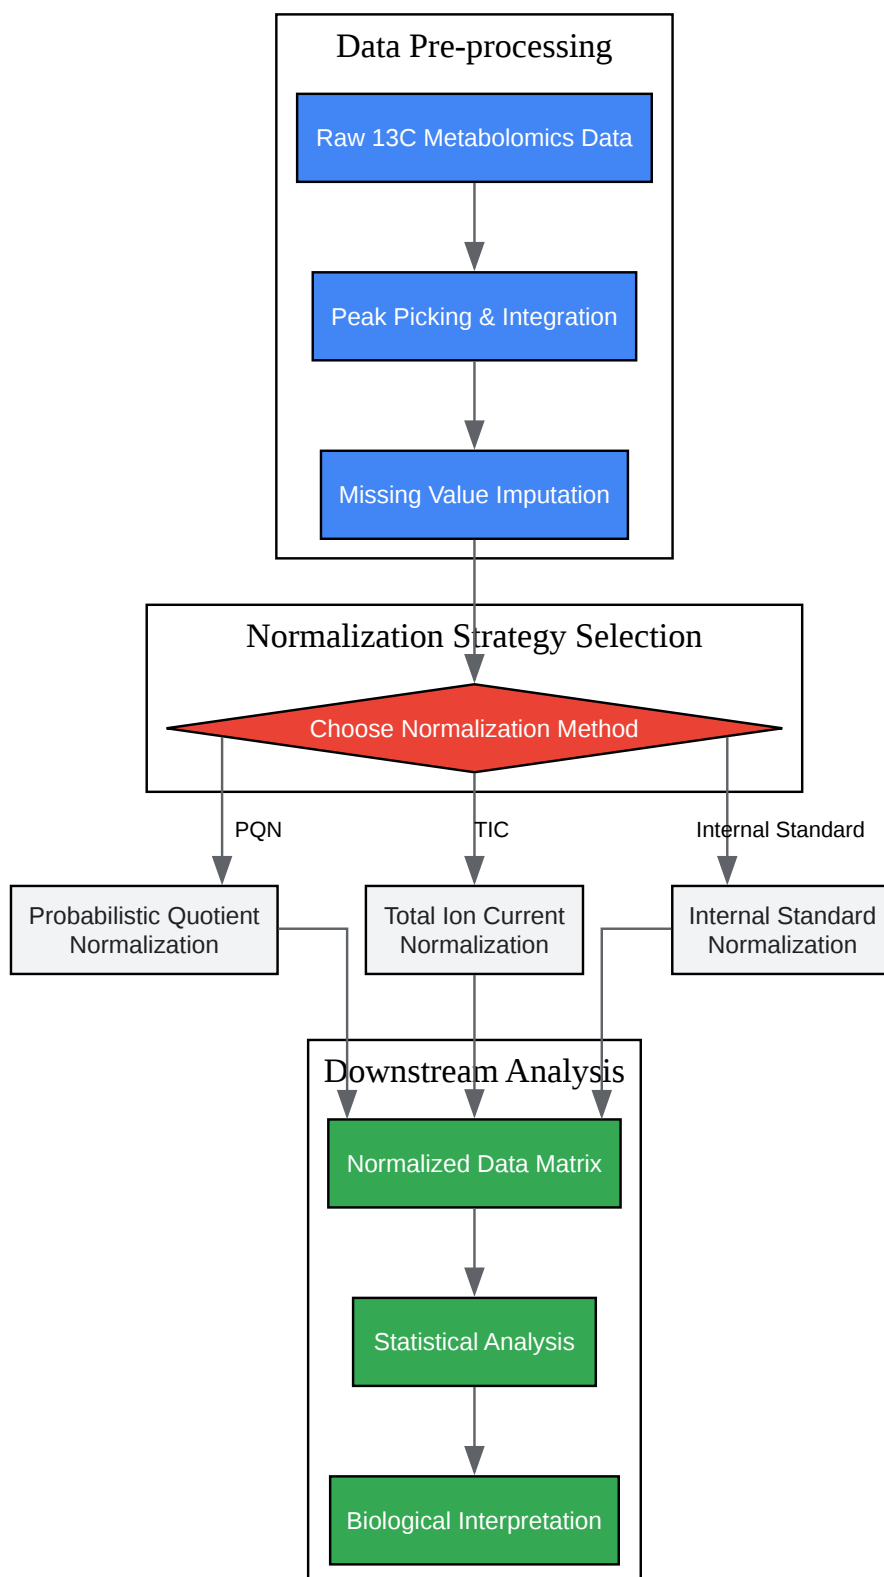 Data Pre-processing
Raw 13C Metabolomics Data
Peak Picking & Integration
Missing Value Imputation
Normalization Strategy Selection
Choose Normalization Method
PQN
TIC
Internal Standard
Probabilistic Quotient
Normalization
Total Ion Current
Normalization
Internal Standard
Normalization
Downstream Analysis
Normalized Data Matrix
Statistical Analysis
Biological Interpretation